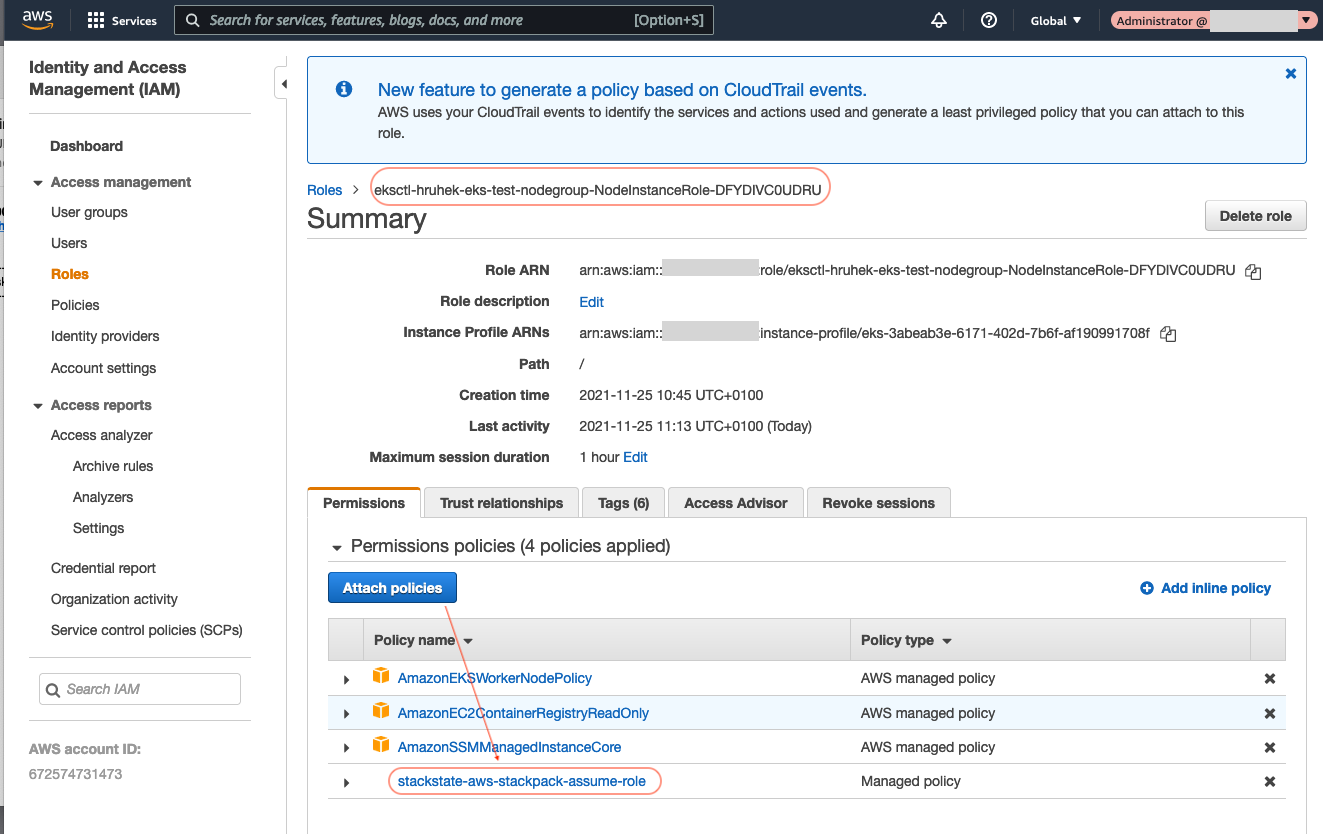 aws
Services
Search for services, features, blogs, docs, and more
[Option+S]
Global
Administrator @
Identity and Access
Management (IAM)
Dashboard
Access management
User groups
Users
Roles
Policies
Identity providers
Account settings
Access reports
Access analyzer
Archive rules
Analyzers
Settings
Credential report
Organization activity
Service control policies (SCPs)
Search IAM
AWS account ID:
672574731473
New feature to generate a policy based on CloudTrail events.
AWS uses your CloudTrail events to identify the services and actions used and generate a least privileged policy that you can attach to this
role.
Roles > eksctl-hruhek-eks-test-nodegroup-NodeInstanceRole-DFYDIVC0UDRU
Summary
Delete role
Role ARN arn:aws:iam:: :role/eksctl-hruhek-eks-test-nodegroup-NodeInstanceRole-DFYDIVC0UDRU
Role description Edit
Instance Profile ARNs arn:aws:iam:: :instance-profile/eks-3abeab3e-6171-402d-7b6f-af190991708f
Path /
Creation time 2021-11-25 10:45 UTC+0100
Last activity 2021-11-25 11:13 UTC+0100 (Today)
Maximum session duration 1 hour Edit
Permissions
Trust relationships
Tags (6)
Access Advisor
Revoke sessions
Permissions policies (4 policies applied)
Attach policies
Add inline policy
Policy name Policy type
AmazonEKSWorkerNodePolicy AWS managed policy
AmazonEC2ContainerRegistryReadOnly AWS managed policy
AmazonSSMManagedInstanceCore AWS managed policy
stackstate-aws-stackpack-assume-role Managed policy